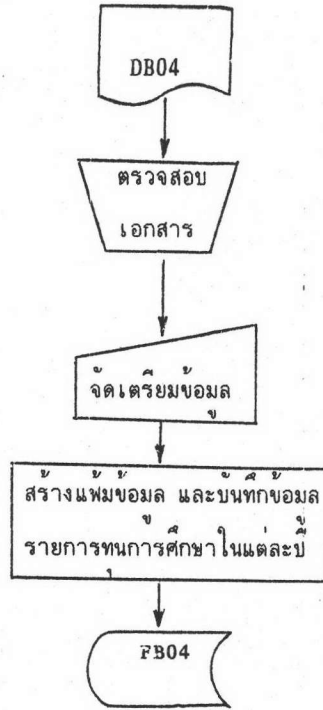 DB04
ตรวจสอบ
เอกสาร
จัดเตรียมข้อมูล
สร้างแฟ้มข้อมูล และบันทึกข้อมูล
รายการทุนการศึกษาในแต่ละปี
FB04